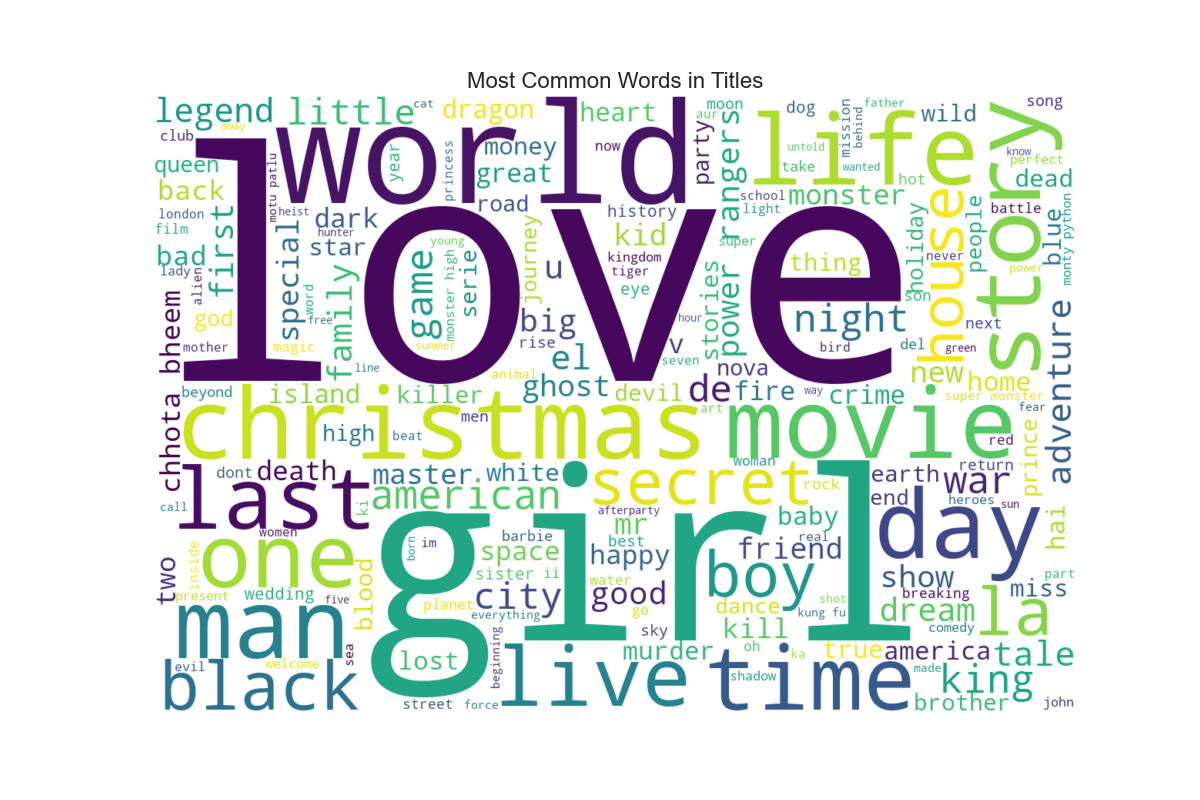 Most Common Words in Titles
legend
little
cat
dragon
heart
moon
aur
dog
mission
behind
father
wild
song
club
away
world
year
princess
money
great
now
party
rangers
life
untold
take
wanted
hot
story
know
perfect
dead
queen
back
london
film
bad
lady
alien
first
motu patlu
heist
hunter
special
dark
star
love
road
history
kid
kingdom
tiger
eye
school
light
super
monster
thing
holiday
son
house
people
battle
never
blue
monty python
power
god
mother
magic
word
free
family
line
game
young
monster high
summer
serie
journey
u
big
rise
el
animal
ghost
hour
v
seven
stories
power
nova
night
bird
del
next
green
new
home
super monster
adventure
bheem
chhota
beyond
island
killer
devil
de
fire
way
crime
art
fear
christmas
movie
high
beat
men
red
prince
last
dont
death
master
white
woman
secret
rock
earth
return
end
war
heroes
sun
hai
call
women
ki
american
afterparty
mr
best
baby
real
friend
day
one
two
inside
present
wedding
five
blood
born
im
girl
barbie
space
sister
ii
happy
water
boy
show
breaking
miss
part
man
planet
city
everything
good
go
dance
shot
kung fu
dream
comedy
la
evil
welcome
sea
lost
beginning
sky
kill
murder
oh
ka
true
america
tale
black
street
force
live
shadow
time
made
king
brother
john